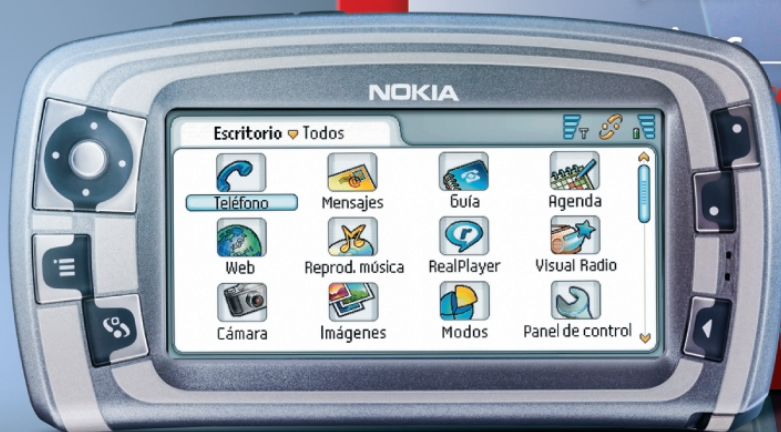 NOKIA
Escritorio Todos
Teléfono Mensajes Guía Agenda
Web Reprod. música RealPlayer Visual Radio
Cámara Imágenes Modos Panel de control